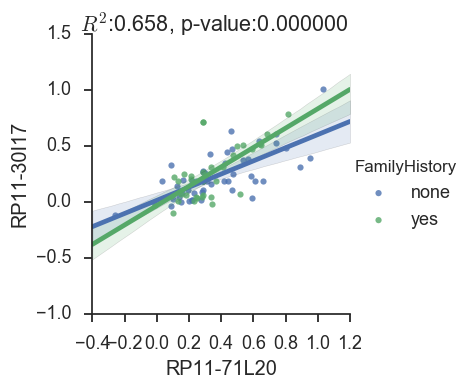 R²:0.658, p-value:0.000000
1.5
1.0
0.5
0.0
−0.5
−1.0
RP11-30I17
−0.4 −0.2 0.0 0.2 0.4 0.6 0.8 1.0 1.2
RP11-71L20
FamilyHistory
none
yes